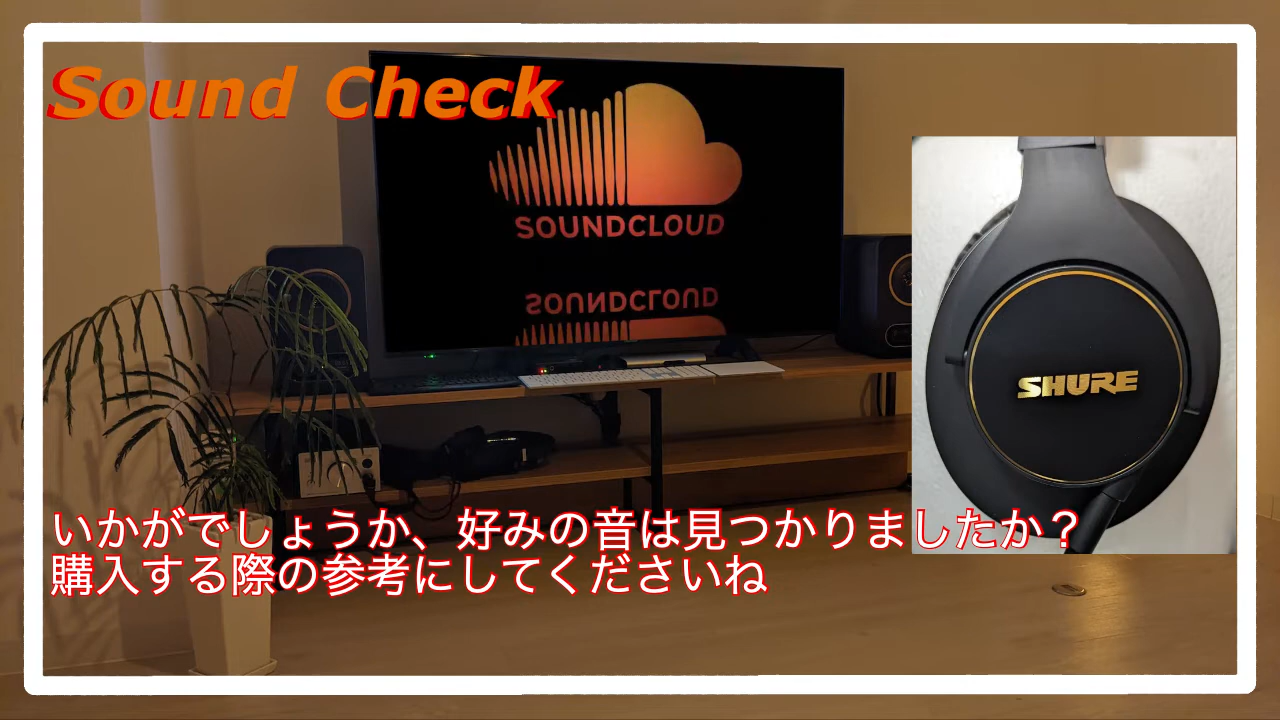 Sound Check
SOUNDCLOUD
SOUNDCLOUD
SHURE
いかがでしょうか、好みの音は見つかりましたか？
購入する際の参考にしてくださいね